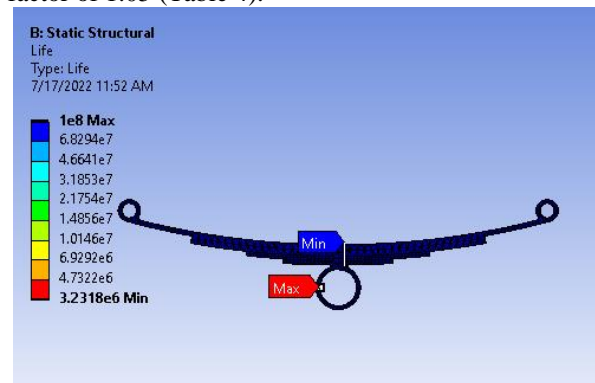 factor of 1.05 (Table 4).
B: Static Structural
Life
Type: Life
7/17/2022 11:52 AM
1e8 Max
6.8294e7
4.6641e7
3.1853e7
2.1754e7
1.4856e7
1.0146e7
6.9292e6
4.7322e6
3.2318e6 Min
Min
Max